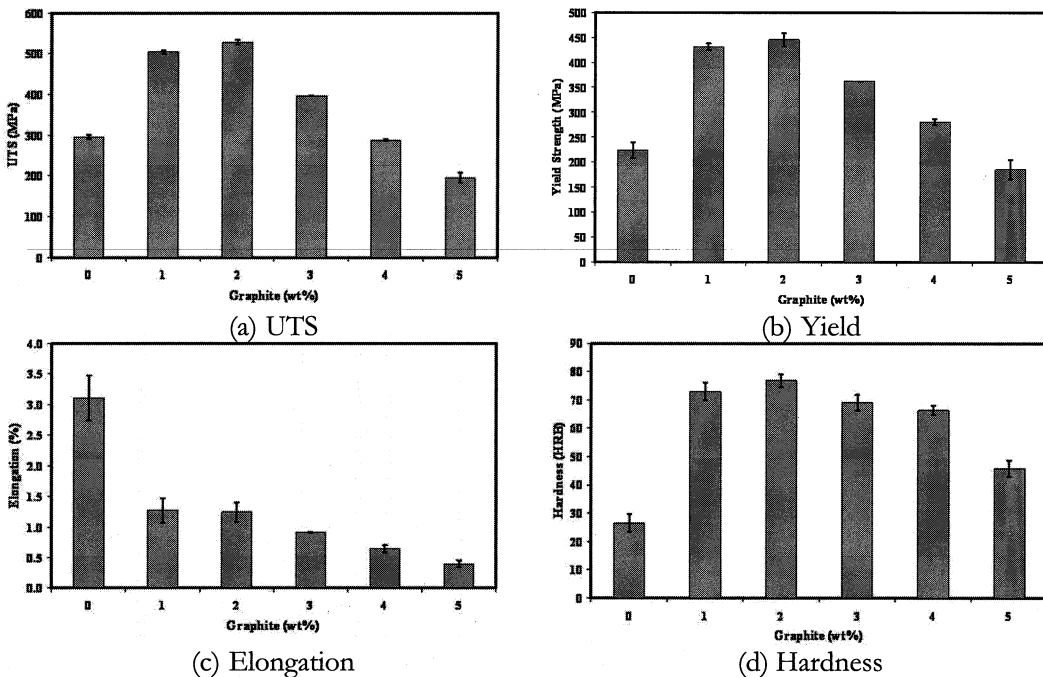 600
500
400
300
200
100
0
UTS (MPa)
0 1 2 3 4 5
Graphite (wt%)
(a) UTS
500
450
400
350
300
250
200
150
100
50
0
Yield Strength (MPa)
0 1 2 3 4 5
Graphite (wt%)
(b) Yield
4.0
3.5
3.0
2.5
2.0
1.5
1.0
0.5
0.0
Elongation (%)
0 1 2 3 4 5
Graphite (wt%)
(c) Elongation
90
80
70
60
50
40
30
20
10
0
Hardness (HRB)
0 1 2 3 4 5
Graphite (wt%)
(d) Hardness